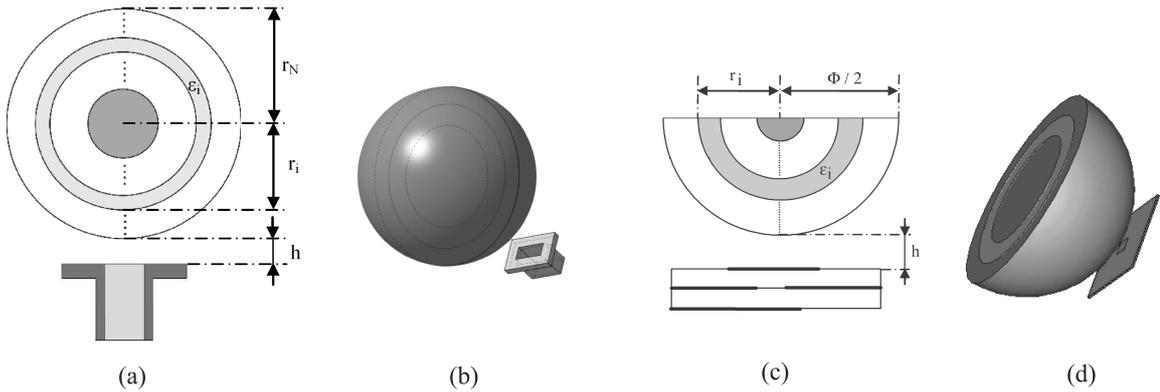 r_N
ε_i
r_i
h
(a)
(b)
r_i
Φ / 2
ε_i
h
(c)
(d)